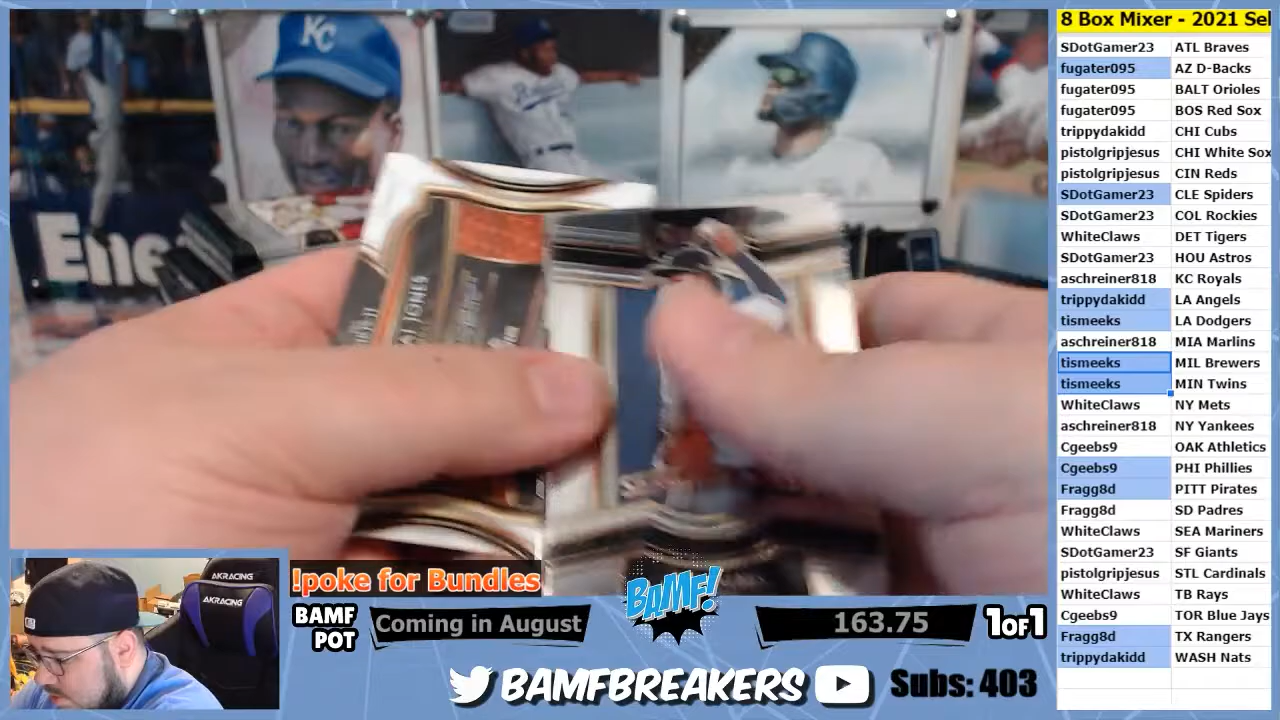 8 Box Mixer - 2021 Sel
SDotGamer23 ATL Braves
fugater095 AZ D-Backs
fugater095 BALT Orioles
fugater095 BOS Red Sox
trippydakidd CHI Cubs
pistolgripjesus CHI White Sox
pistolgripjesus CIN Reds
SDotGamer23 CLE Spiders
SDotGamer23 COL Rockies
WhiteClaws DET Tigers
SDotGamer23 HOU Astros
aschreiner818 KC Royals
trippydakidd LA Angels
tismeeks LA Dodgers
aschreiner818 MIA Marlins
tismeeks MIL Brewers
tismeeks MIN Twins
WhiteClaws NY Mets
aschreiner818 NY Yankees
Cgeebs9 OAK Athletics
Cgeebs9 PHI Phillies
Fragg8d PITT Pirates
Fragg8d SD Padres
WhiteClaws SEA Mariners
SDotGamer23 SF Giants
pistolgripjesus STL Cardinals
WhiteClaws TB Rays
Cgeebs9 TOR Blue Jays
Fragg8d TX Rangers
trippydakidd WASH Nats
KC
Royals
Ene
JONES
AKRACING
AKRACING
!poke for Bundles
BAMF POT
Coming in August
BAMF!
163.75
1OF1
BAMFBREAKERS
Subs: 403